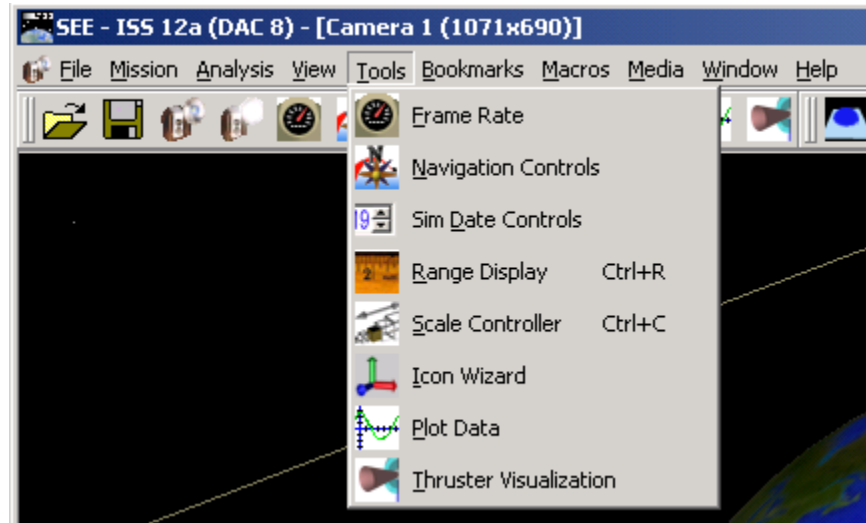 SEE - ISS 12a (DAC 8) - [Camera 1 (1071x690)]
File Mission Analysis View Tools Bookmarks Macros Media Window Help
Frame Rate
Navigation Controls
Sim Date Controls
Range Display Ctrl+R
Scale Controller Ctrl+C
Icon Wizard
Plot Data
Thruster Visualization